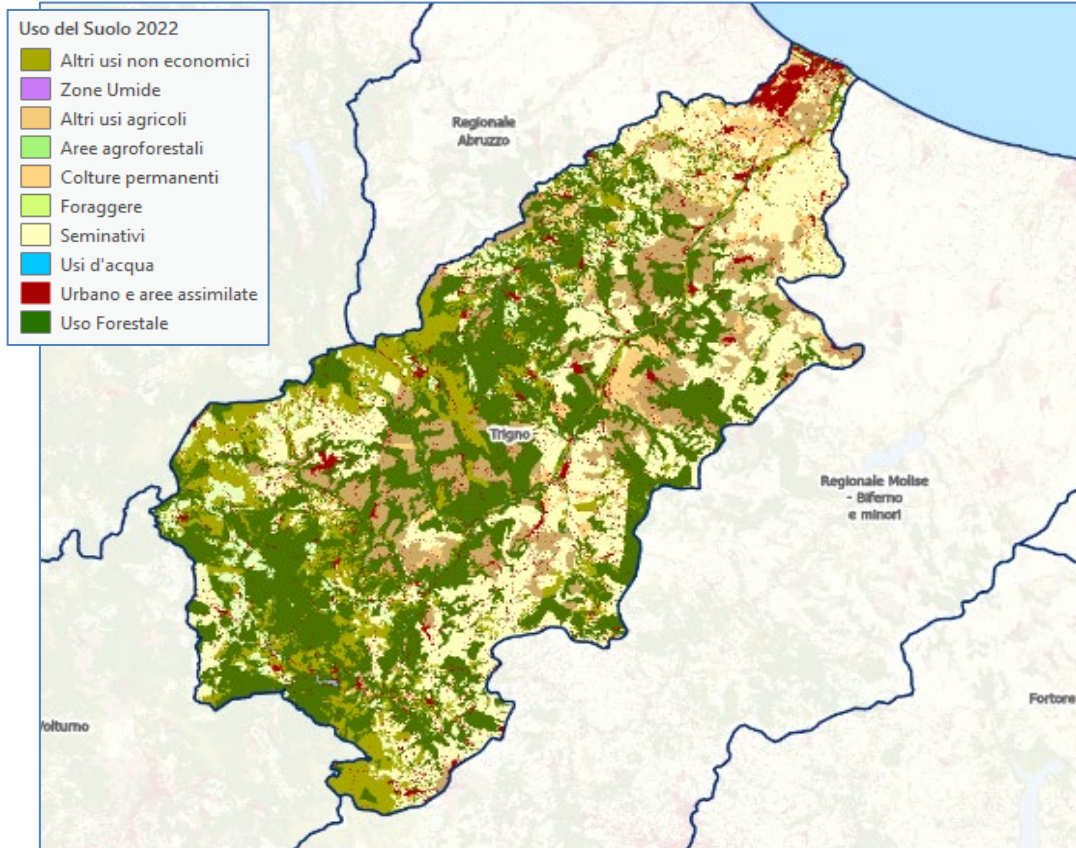 Uso del Suolo 2022
Altri usi non economici
Zone Umide
Altri usi agricoli
Aree agroforestali
Colture permanenti
Foraggere
Seminativi
Usi d'acqua
Urbano e aree assimilate
Uso Forestale
Regionale
Abruzzo
Trigno
Regionale Molise
- Biferno
e minori
Volturno
Fortore